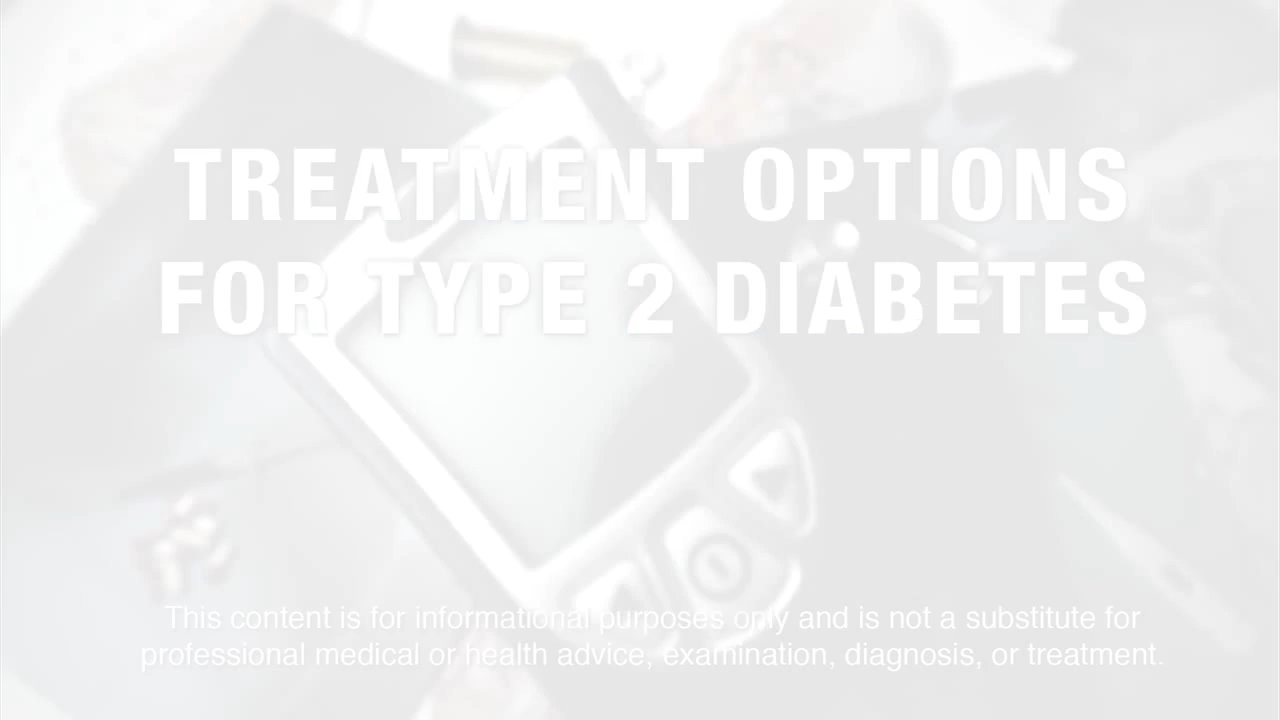 TREATMENT OPTIONS
FOR TYPE 2 DIABETES
This content is for informational purposes only and is not a substitute for
professional medical or health advice, examination, diagnosis, or treatment.